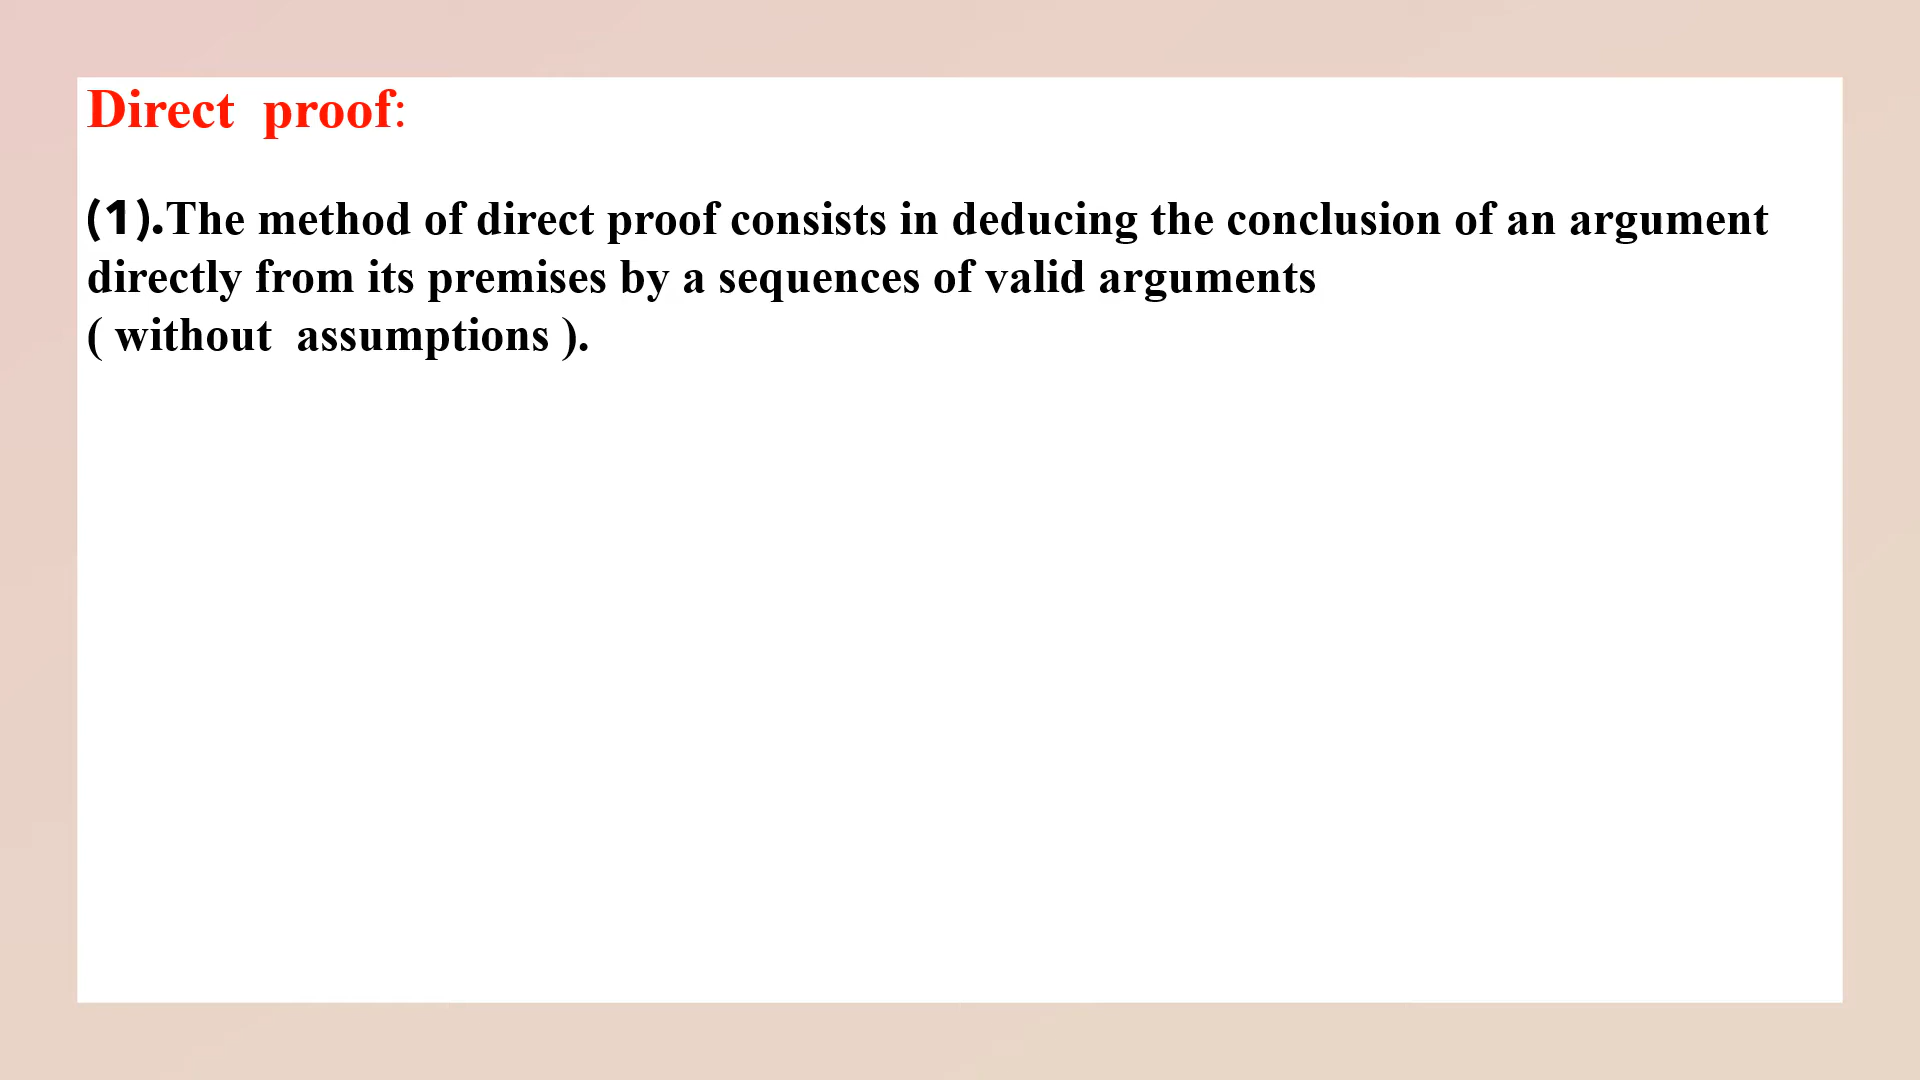 Direct proof:
(1).The method of direct proof consists in deducing the conclusion of an argument
directly from its premises by a sequences of valid arguments
( without assumptions ).